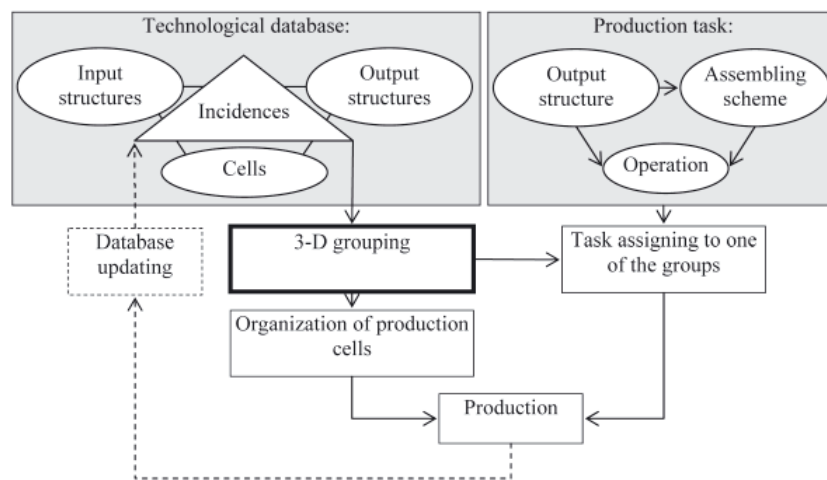 Technological database:
Input
structures
Incidences
Output
structures
Cells
Production task:
Output
structure
Assembling
scheme
Operation
Database
updating
3-D grouping
Task assigning to one
of the groups
Organization of production
cells
Production